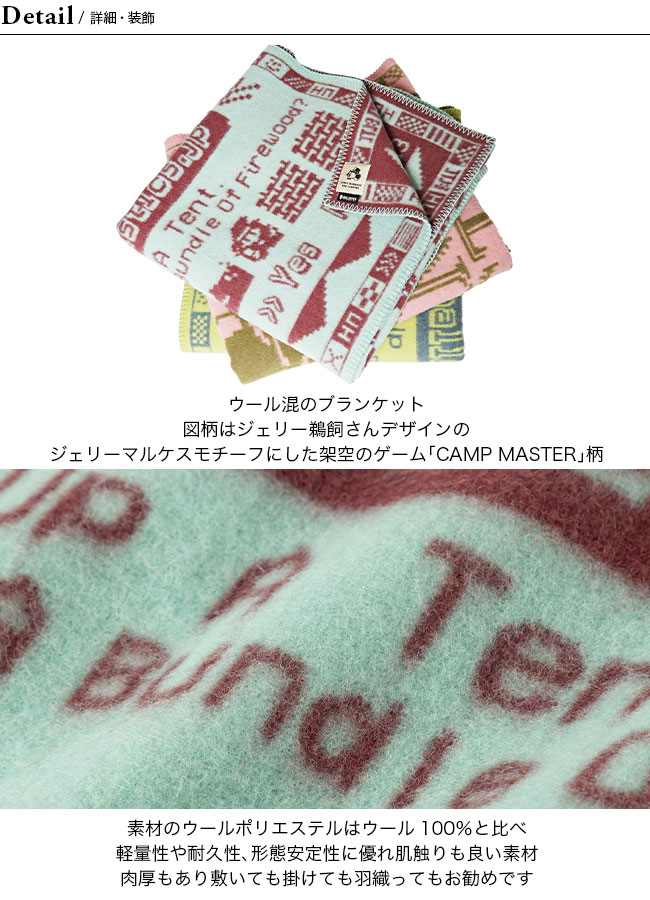 Detail / 詳細・装飾
A Tent,
Bundle Of Firewood?
>> Yes
ウール混のブランケット
図柄はジェリー鵜飼さんデザインの
ジェリーマルケスモチーフにした架空のゲーム「CAMP MASTER」柄
Up A Tent
Bundle
素材のウールポリエステルはウール100%と比べ
軽量性や耐久性、形態安定性に優れ肌触りも良い素材
肉厚もあり敷いても掛けても羽織ってもお勧めです